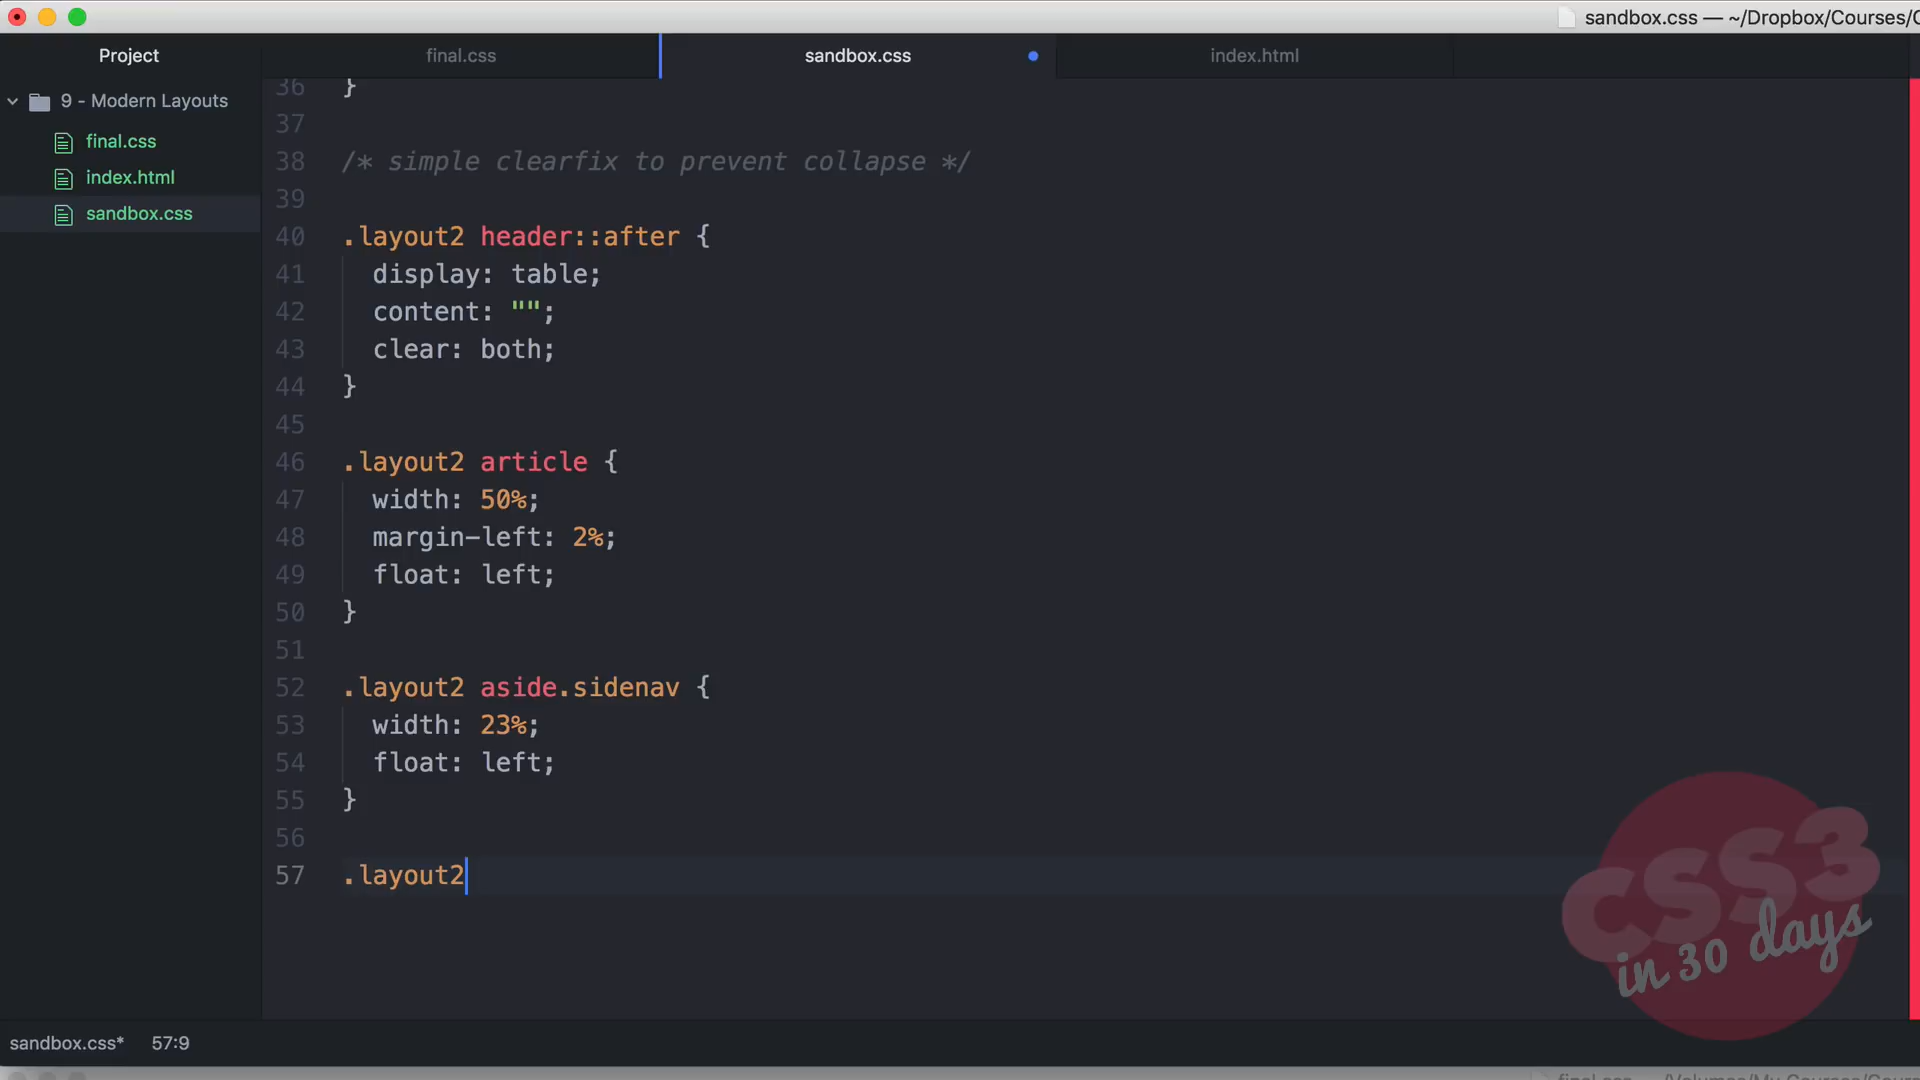 sandbox.css — ~/Dropbox/Courses/C
Project
final.css
sandbox.css
index.html
9 - Modern Layouts
final.css
index.html
sandbox.css
36 }
37
38 /* simple clearfix to prevent collapse */
39
40 .layout2 header::after {
41 display: table;
42 content: "";
43 clear: both;
44 }
45
46 .layout2 article {
47 width: 50%;
48 margin-left: 2%;
49 float: left;
50 }
51
52 .layout2 aside.sidenav {
53 width: 23%;
54 float: left;
55 }
56
57 .layout2
CSS3
in 30 days
sandbox.css* 57:9